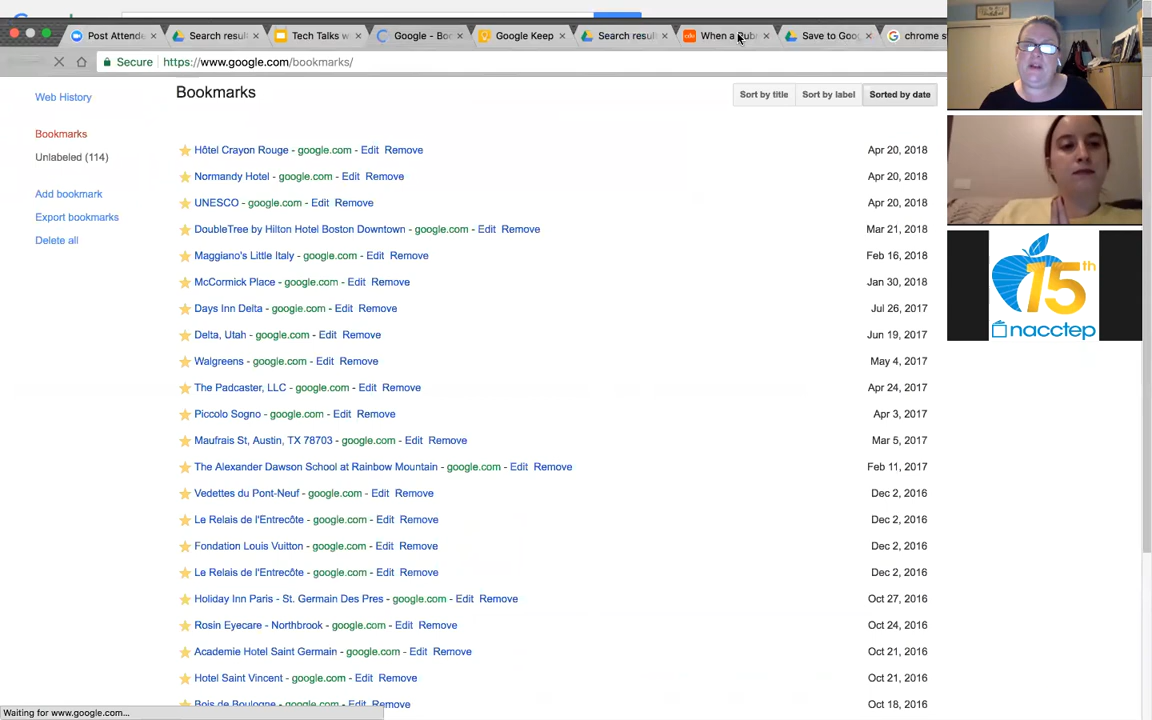 Post Attende
Search resul
Tech Talks w
Google - Boo
Google Keep
Search resul
When a Rub
Save to Goo
chrome st
Secure https://www.google.com/bookmarks/
Web History
Bookmarks
Unlabeled (114)
Add bookmark
Export bookmarks
Delete all
Bookmarks
Sort by title Sort by label Sorted by date
Hôtel Crayon Rouge - google.com - Edit Remove Apr 20, 2018
Normandy Hotel - google.com - Edit Remove Apr 20, 2018
UNESCO - google.com - Edit Remove Apr 20, 2018
DoubleTree by Hilton Hotel Boston Downtown - google.com - Edit Remove Mar 21, 2018
Maggiano's Little Italy - google.com - Edit Remove Feb 16, 2018
McCormick Place - google.com - Edit Remove Jan 30, 2018
Days Inn Delta - google.com - Edit Remove Jul 26, 2017
Delta, Utah - google.com - Edit Remove Jun 19, 2017
Walgreens - google.com - Edit Remove May 4, 2017
The Padcaster, LLC - google.com - Edit Remove Apr 24, 2017
Piccolo Sogno - google.com - Edit Remove Apr 3, 2017
Maufrais St, Austin, TX 78703 - google.com - Edit Remove Mar 5, 2017
The Alexander Dawson School at Rainbow Mountain - google.com - Edit Remove Feb 11, 2017
Vedettes du Pont-Neuf - google.com - Edit Remove Dec 2, 2016
Le Relais de l'Entrecôte - google.com - Edit Remove Dec 2, 2016
Fondation Louis Vuitton - google.com - Edit Remove Dec 2, 2016
Le Relais de l'Entrecôte - google.com - Edit Remove Dec 2, 2016
Holiday Inn Paris - St. Germain Des Pres - google.com - Edit Remove Oct 27, 2016
Rosin Eyecare - Northbrook - google.com - Edit Remove Oct 24, 2016
Academie Hotel Saint Germain - google.com - Edit Remove Oct 21, 2016
Hotel Saint Vincent - google.com - Edit Remove Oct 21, 2016
Bois de Boulogne - google.com - Edit Remove Oct 18, 2016
Waiting for www.google.com...
15th
nacctep